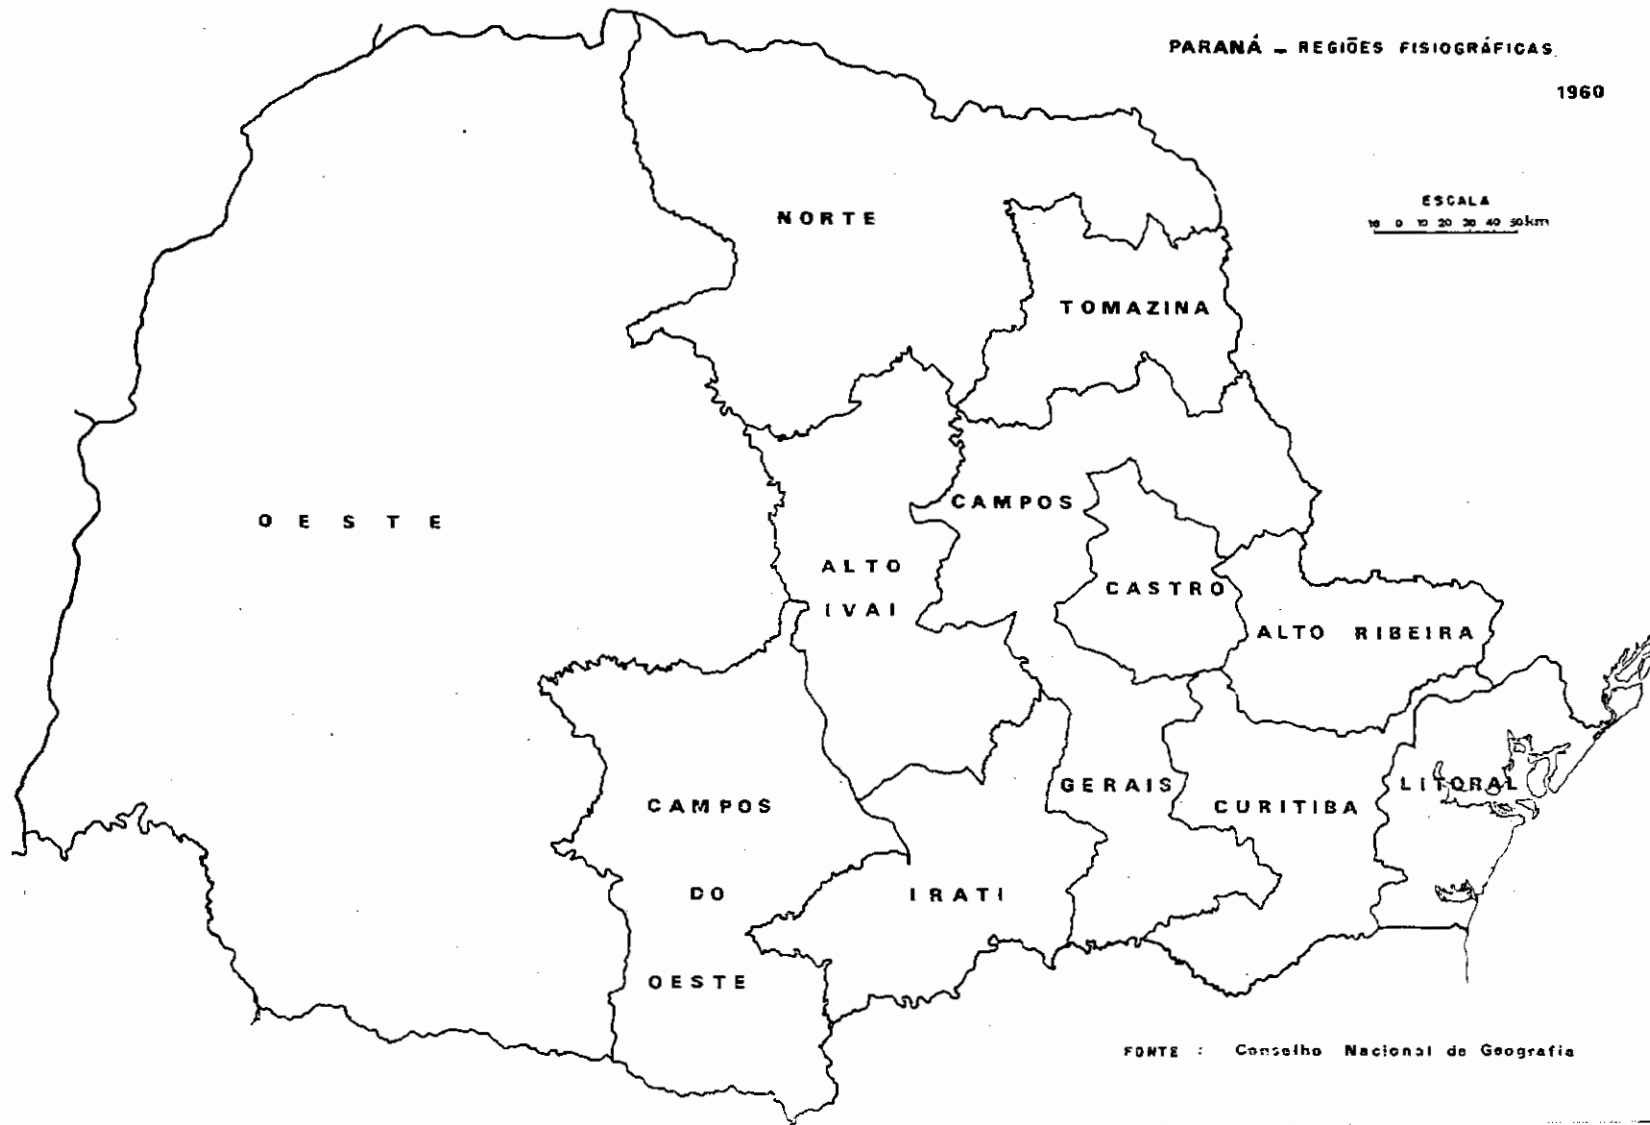 PARANÁ - REGIÕES FISIOGRÁFICAS.
1960
ESCALA
10 0 10 20 30 40 50km
NORTE
TOMAZINA
CAMPOS
OESTE
ALTO
IVAI
CASTRO
ALTO RIBEIRA
GERAIS
LITORAL
CURITIBA
CAMPOS
DO
OESTE
IRATI
FONTE : Conselho Nacional de Geografia